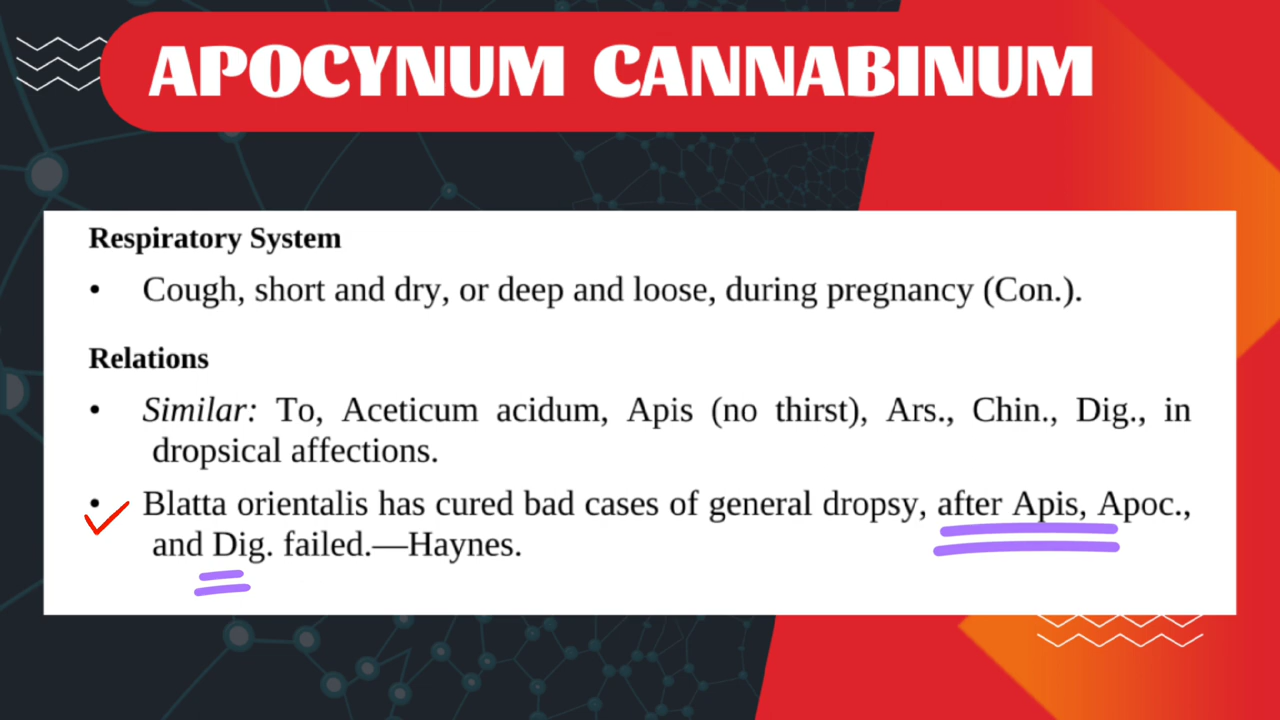 APOCYNUM CANNABINUM
Respiratory System
• Cough, short and dry, or deep and loose, during pregnancy (Con.).
Relations
• Similar: To, Aceticum acidum, Apis (no thirst), Ars., Chin., Dig., in
dropsical affections.
• Blatta orientalis has cured bad cases of general dropsy, after Apis, Apoc.,
and Dig. failed.—Haynes.